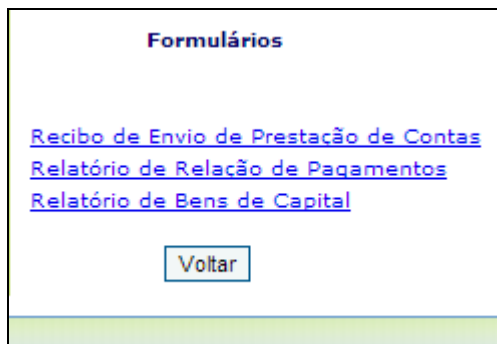 Formulários
Recibo de Envio de Prestação de Contas
Relatório de Relação de Pagamentos
Relatório de Bens de Capital
Voltar